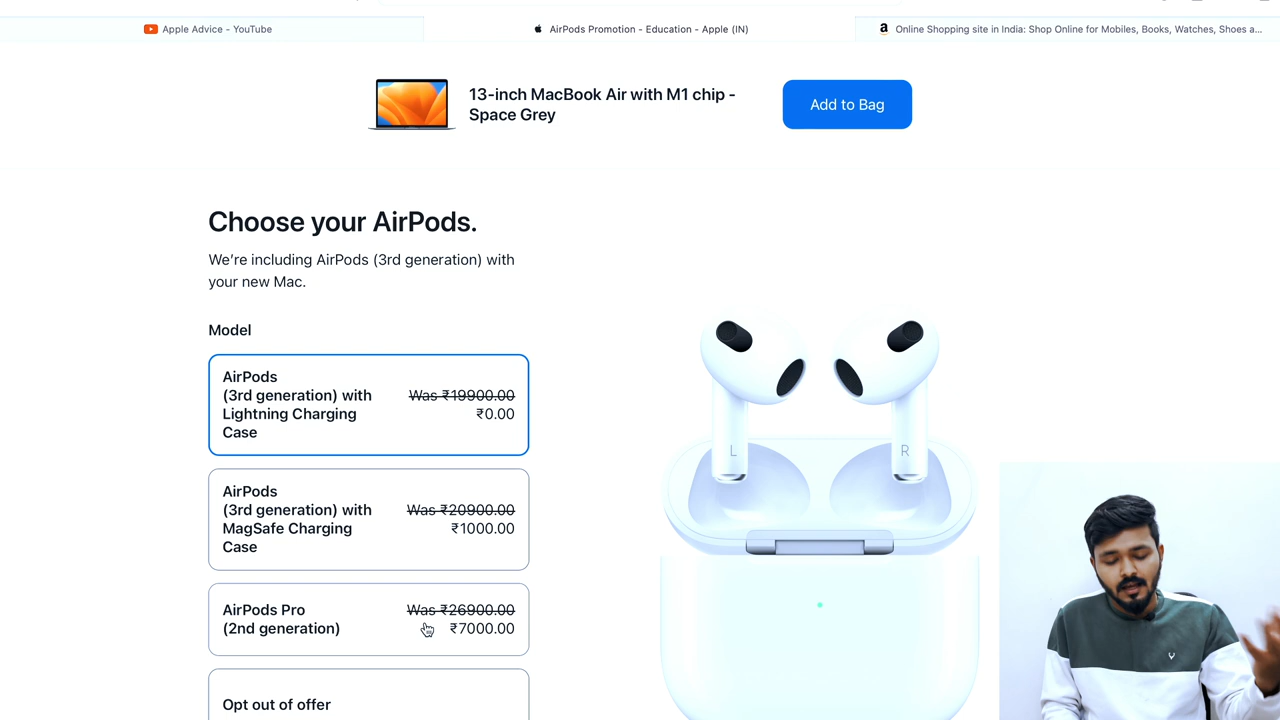 Apple Advice - YouTube
AirPods Promotion - Education - Apple (IN)
a
Online Shopping site in India: Shop Online for Mobiles, Books, Watches, Shoes a...
13-inch MacBook Air with M1 chip -
Space Grey
Add to Bag
Choose your AirPods.
We're including AirPods (3rd generation) with
your new Mac.
Model
AirPods
(3rd generation) with
Lightning Charging
Case
Was ₹19900.00
₹0.00
AirPods
(3rd generation) with
MagSafe Charging
Case
Was ₹20900.00
₹1000.00
AirPods Pro
(2nd generation)
Was ₹26900.00
₹7000.00
Opt out of offer
L
R